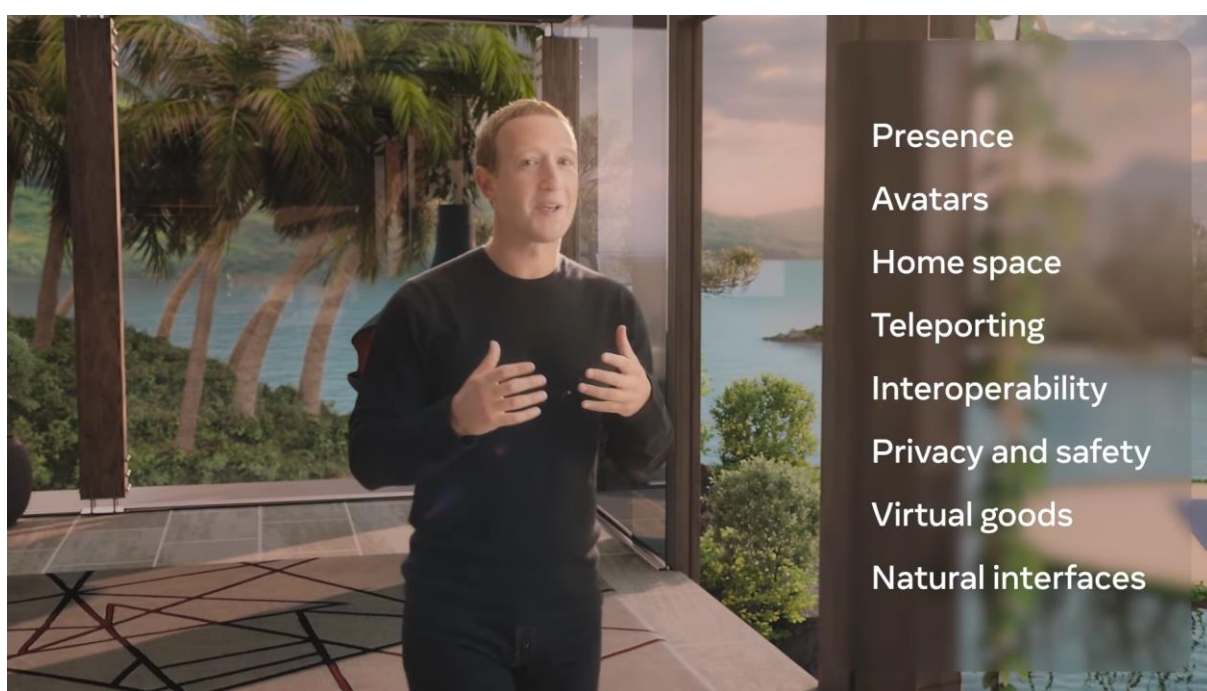 Presence
Avatars
Home space
Teleporting
Interoperability
Privacy and safety
Virtual goods
Natural interfaces